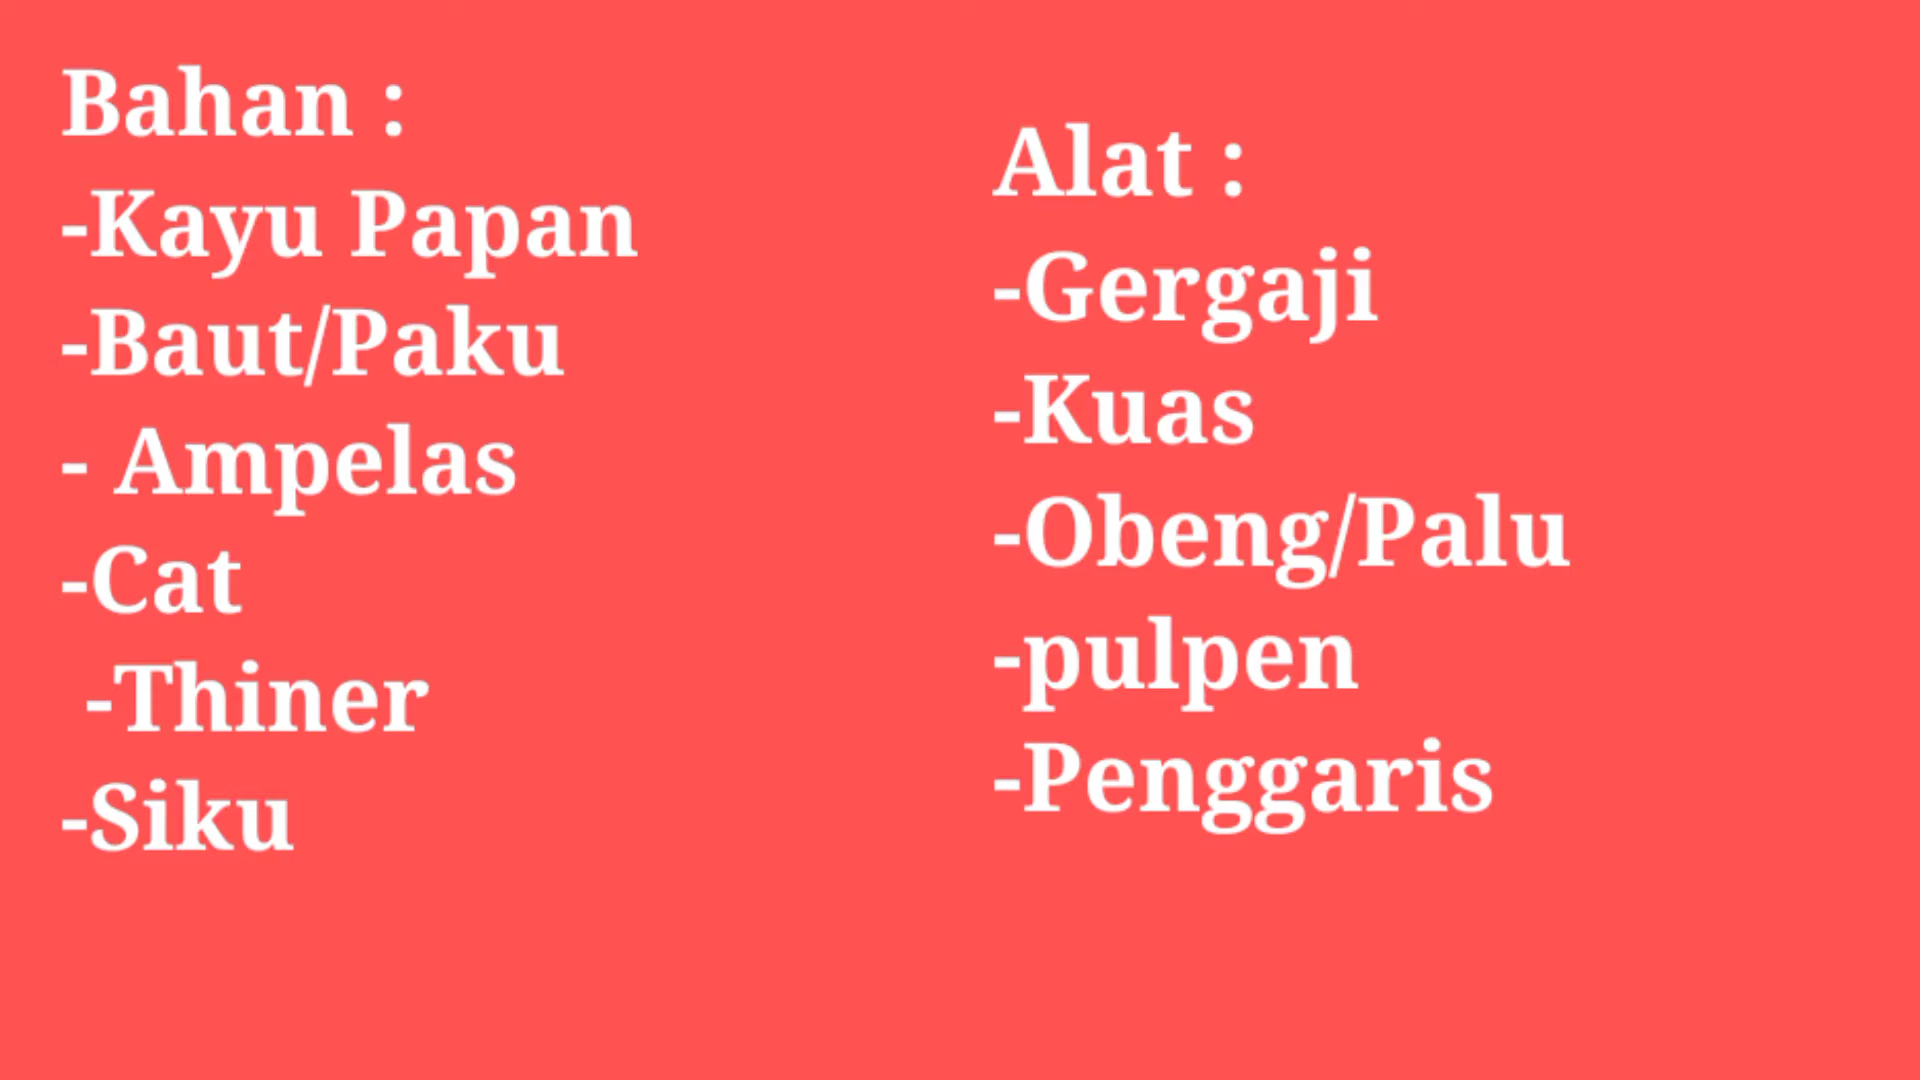 Bahan :
-Kayu Papan
-Baut/Paku
- Ampelas
-Cat
-Thiner
-Siku
Alat :
-Gergaji
-Kuas
-Obeng/Palu
-pulpen
-Penggaris